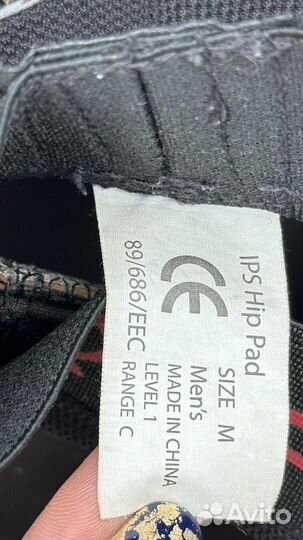 IPS Hip Pad
SIZE M
Men's
CE
MADE IN CHINA
89/686/EEC
LEVEL 1
RANGE C
Avito